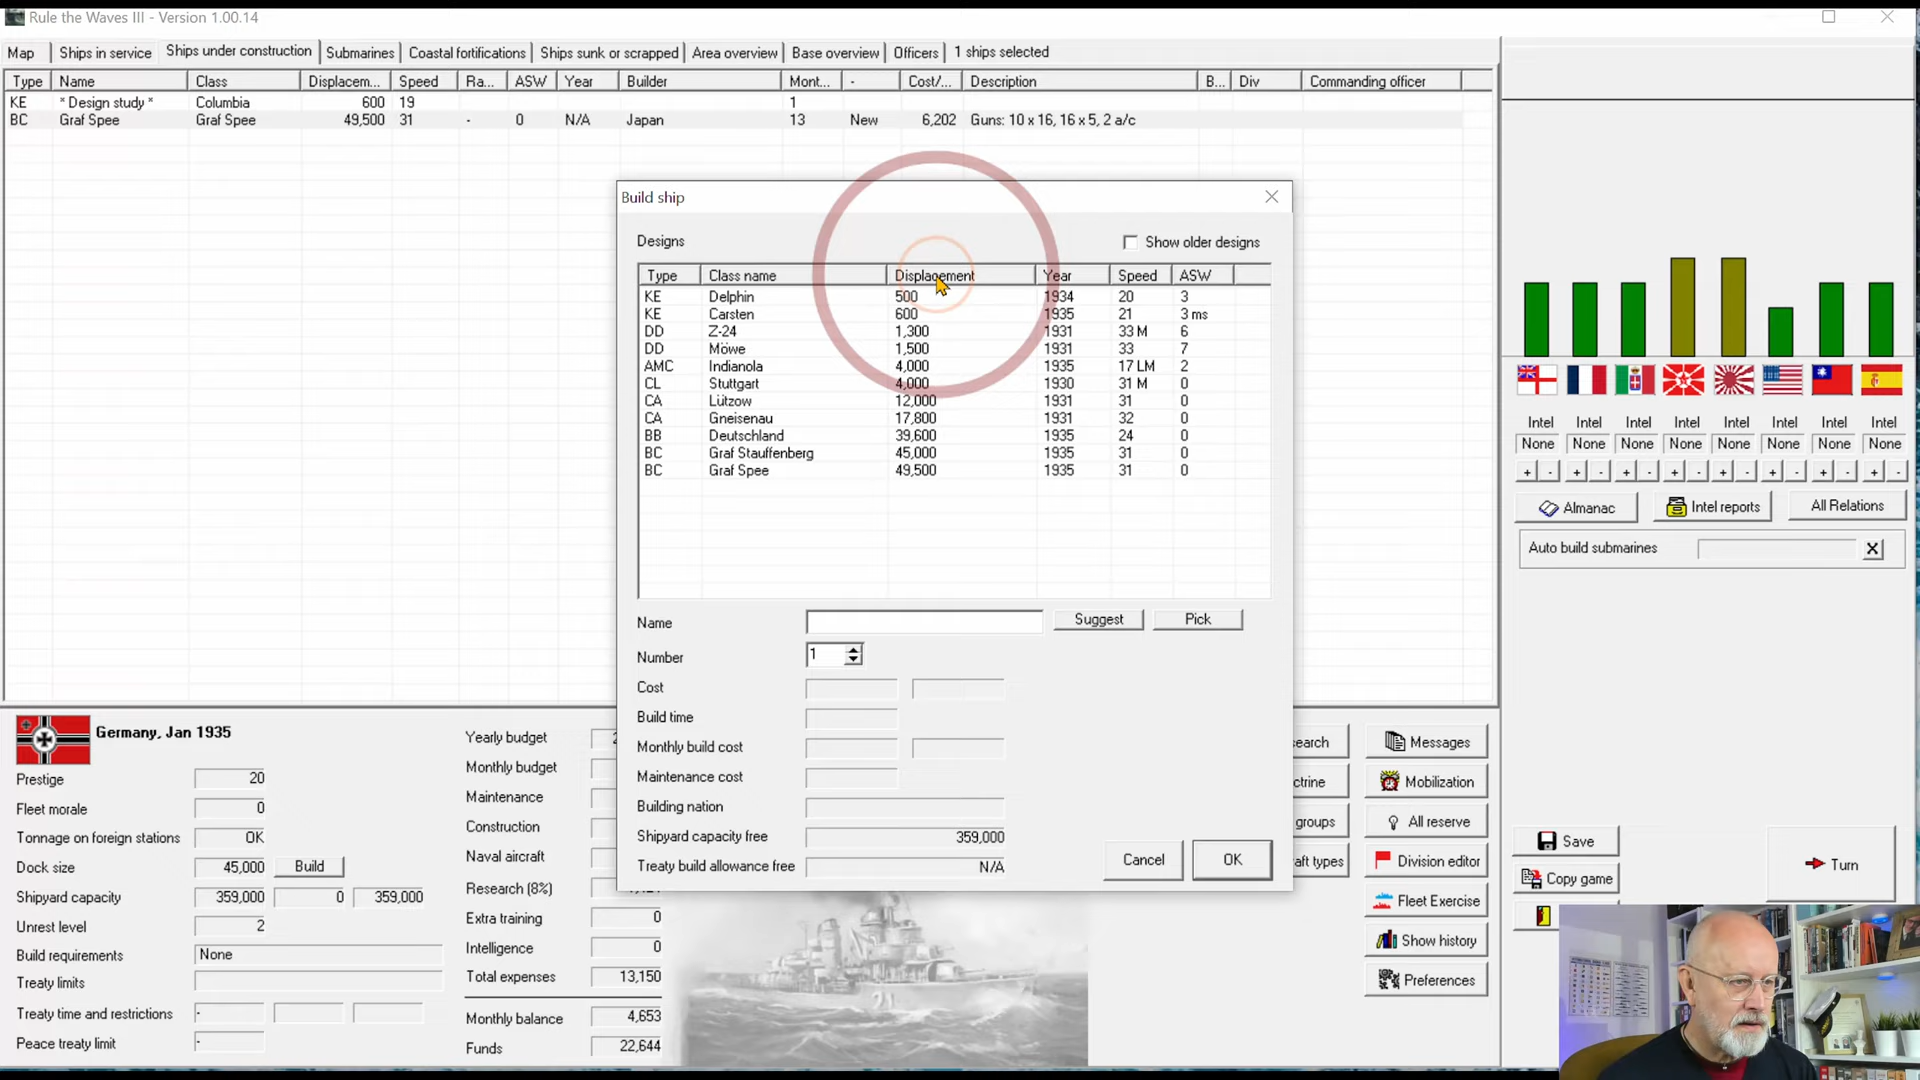 Rule the Waves III - Version 1.00.14
Map Ships in service Ships under construction Submarines Coastal fortifications Ships sunk or scrapped Area overview Base overview Officers 1 ships selected
Type Name Class Displacem... Speed Ra... ASW Year Builder Mont... - Cost/... Description B... Div Commanding officer
KE * Design study * Columbia 600 19 1
BC Graf Spee Graf Spee 49,500 31 - 0 N/A Japan 13 New 6,202 Guns: 10 x 16, 16 x 5, 2 a/c
Build ship
Designs Show older designs
Type Class name Displacement Year Speed ASW
KE Delphin 500 1934 20 3
KE Carsten 600 1935 21 3 ms
DD Z-24 1,300 1931 33 M 6
DD Möwe 1,500 1931 33 7
AMC Indianola 4,000 1935 17 LM 2
CL Stuttgart 4,000 1930 31 M 0
CA Lützow 12,000 1931 31 0
CA Gneisenau 17,800 1931 32 0
BB Deutschland 39,600 1935 24 0
BC Graf Stauffenberg 45,000 1935 31 0
BC Graf Spee 49,500 1935 31 0
Name Suggest Pick
Number 1
Cost
Build time
Monthly build cost
Maintenance cost
Building nation
Shipyard capacity free 359,000
Treaty build allowance free N/A
Cancel OK
Intel Intel Intel Intel Intel Intel Intel Intel
None None None None None None None None
+ - + - + - + - + - + - + - + -
Almanac Intel reports All Relations
Auto build submarines X
Germany, Jan 1935
Prestige 20
Fleet morale 0
Tonnage on foreign stations OK
Dock size 45,000 Build
Shipyard capacity 359,000 0 359,000
Unrest level 2
Build requirements None
Treaty limits
Treaty time and restrictions -
Peace treaty limit -
Yearly budget
Monthly budget
Maintenance
Construction
Naval aircraft
Research (8%)
Extra training 0
Intelligence 0
Total expenses 13,150
Monthly balance 4,653
Funds 22,644
earch Messages
ctrine Mobilization
groups All reserve
aft types Division editor
Fleet Exercise
Show history
Preferences
Save
Copy game
Turn